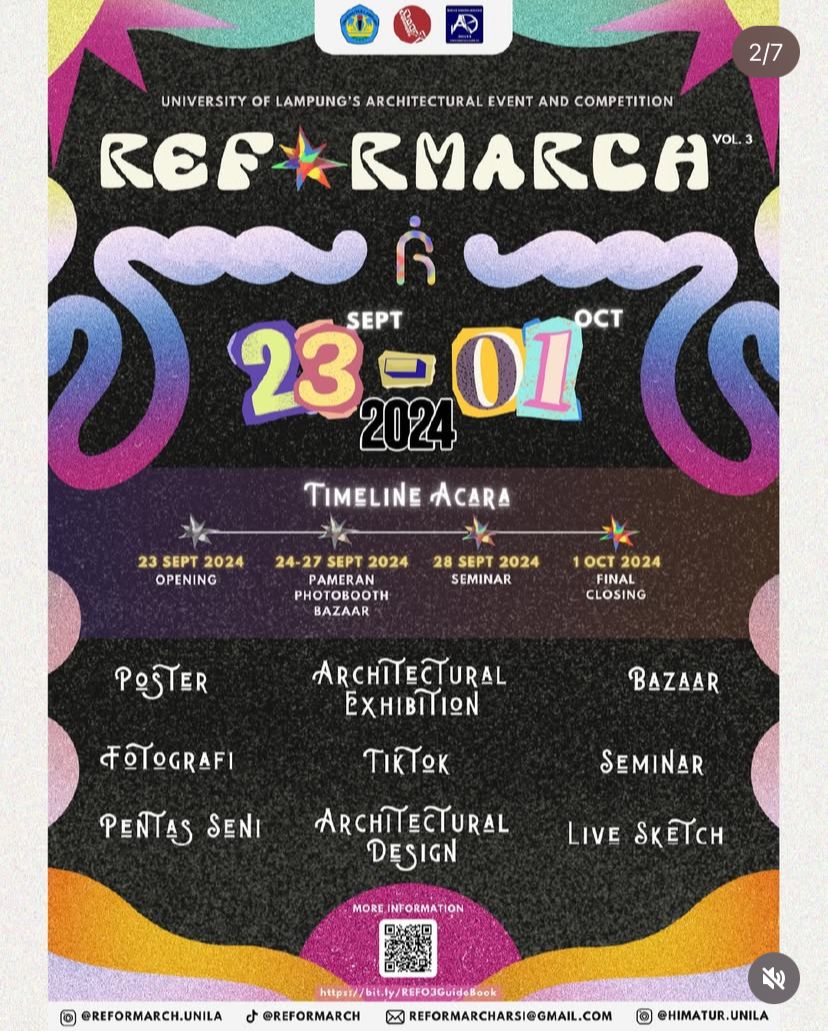 2/7
UNIVERSITY OF LAMPUNG'S ARCHITECTURAL EVENT AND COMPETITION
REFORMARCH VOL. 3
SEPT OCT
23 - 01
2024
TIMELINE ACARA
23 SEPT 2024 24-27 SEPT 2024 28 SEPT 2024 1 OCT 2024
OPENING PAMERAN SEMINAR FINAL
PHOTOBOOTH CLOSING
BAZAAR
POSTER ARCHITECTURAL BAZAAR
EXHIBITION
FOTOGRAFI TIKTOK SEMINAR
PENTAS SENI ARCHITECTURAL LIVE SKETCH
DESIGN
MORE INFORMATION
https://bit.ly/REFO3GuideBook
@REFORMARCH.UNILA @REFORMARCH REFORMARCHARSI@GMAIL.COM @HIMATUR.UNILA